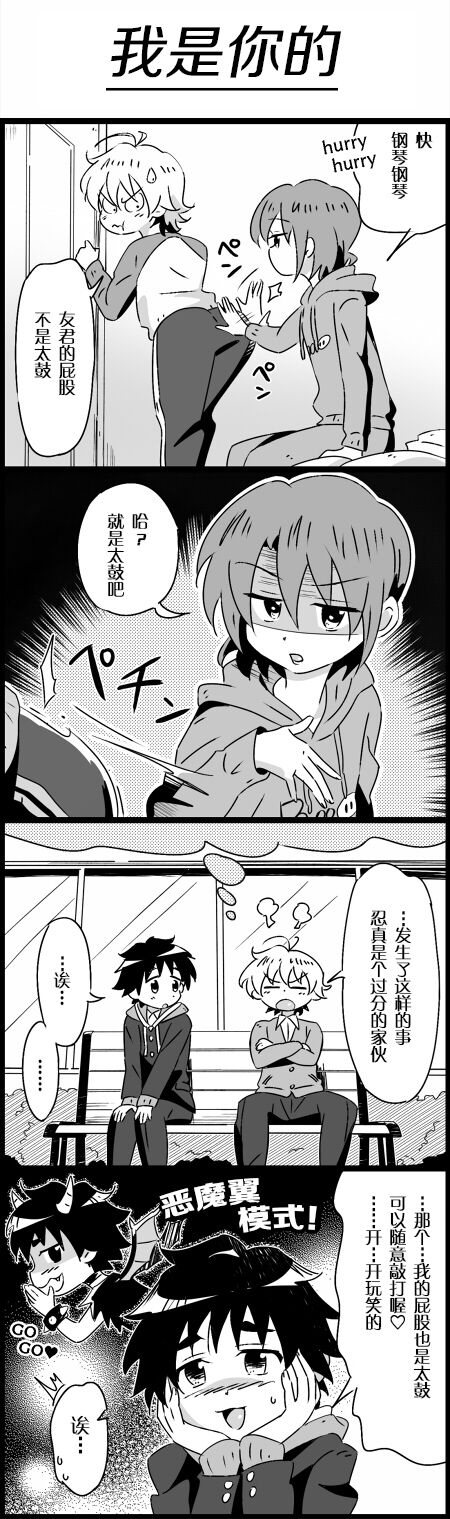 我是你的
快
钢琴钢琴
hurry
hurry
ペ
チ
ペチ
友君的屁股
不是太鼓
哈？
就是太鼓吧
ペチン
…发生了这样的事
忍真是个过分的家伙
…诶…
……
…那个…我的屁股也是太鼓
可以随意敲打喔♡
……开…开玩笑的
恶魔翼
模式！
GO
GO♥
诶…